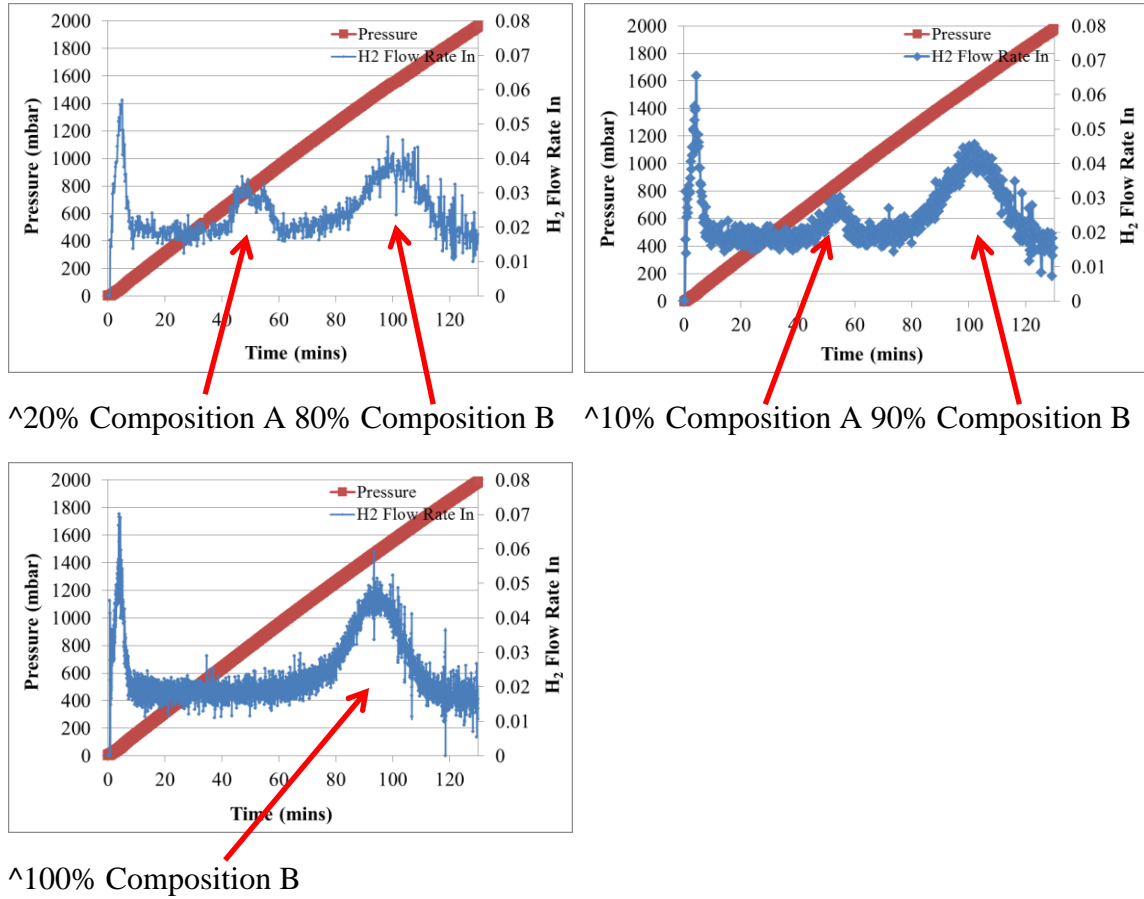 2000
1800
1600
1400
1200
1000
800
600
400
200
0
Pressure (mbar)
0 20 40 60 80 100 120
Time (mins)
0.08
0.07
0.06
0.05
0.04
0.03
0.02
0.01
0
H2 Flow Rate In
Pressure
H2 Flow Rate In
2000
1800
1600
1400
1200
1000
800
600
400
200
0
Pressure (mbar)
0 20 40 60 80 100 120
Time (mins)
0.08
0.07
0.06
0.05
0.04
0.03
0.02
0.01
0
H2 Flow Rate In
Pressure
H2 Flow Rate In
^20% Composition A 80% Composition B
^10% Composition A 90% Composition B
2000
1800
1600
1400
1200
1000
800
600
400
200
0
Pressure (mbar)
0 20 40 60 80 100 120
Time (mins)
0.08
0.07
0.06
0.05
0.04
0.03
0.02
0.01
0
H2 Flow Rate In
Pressure
H2 Flow Rate In
^100% Composition B